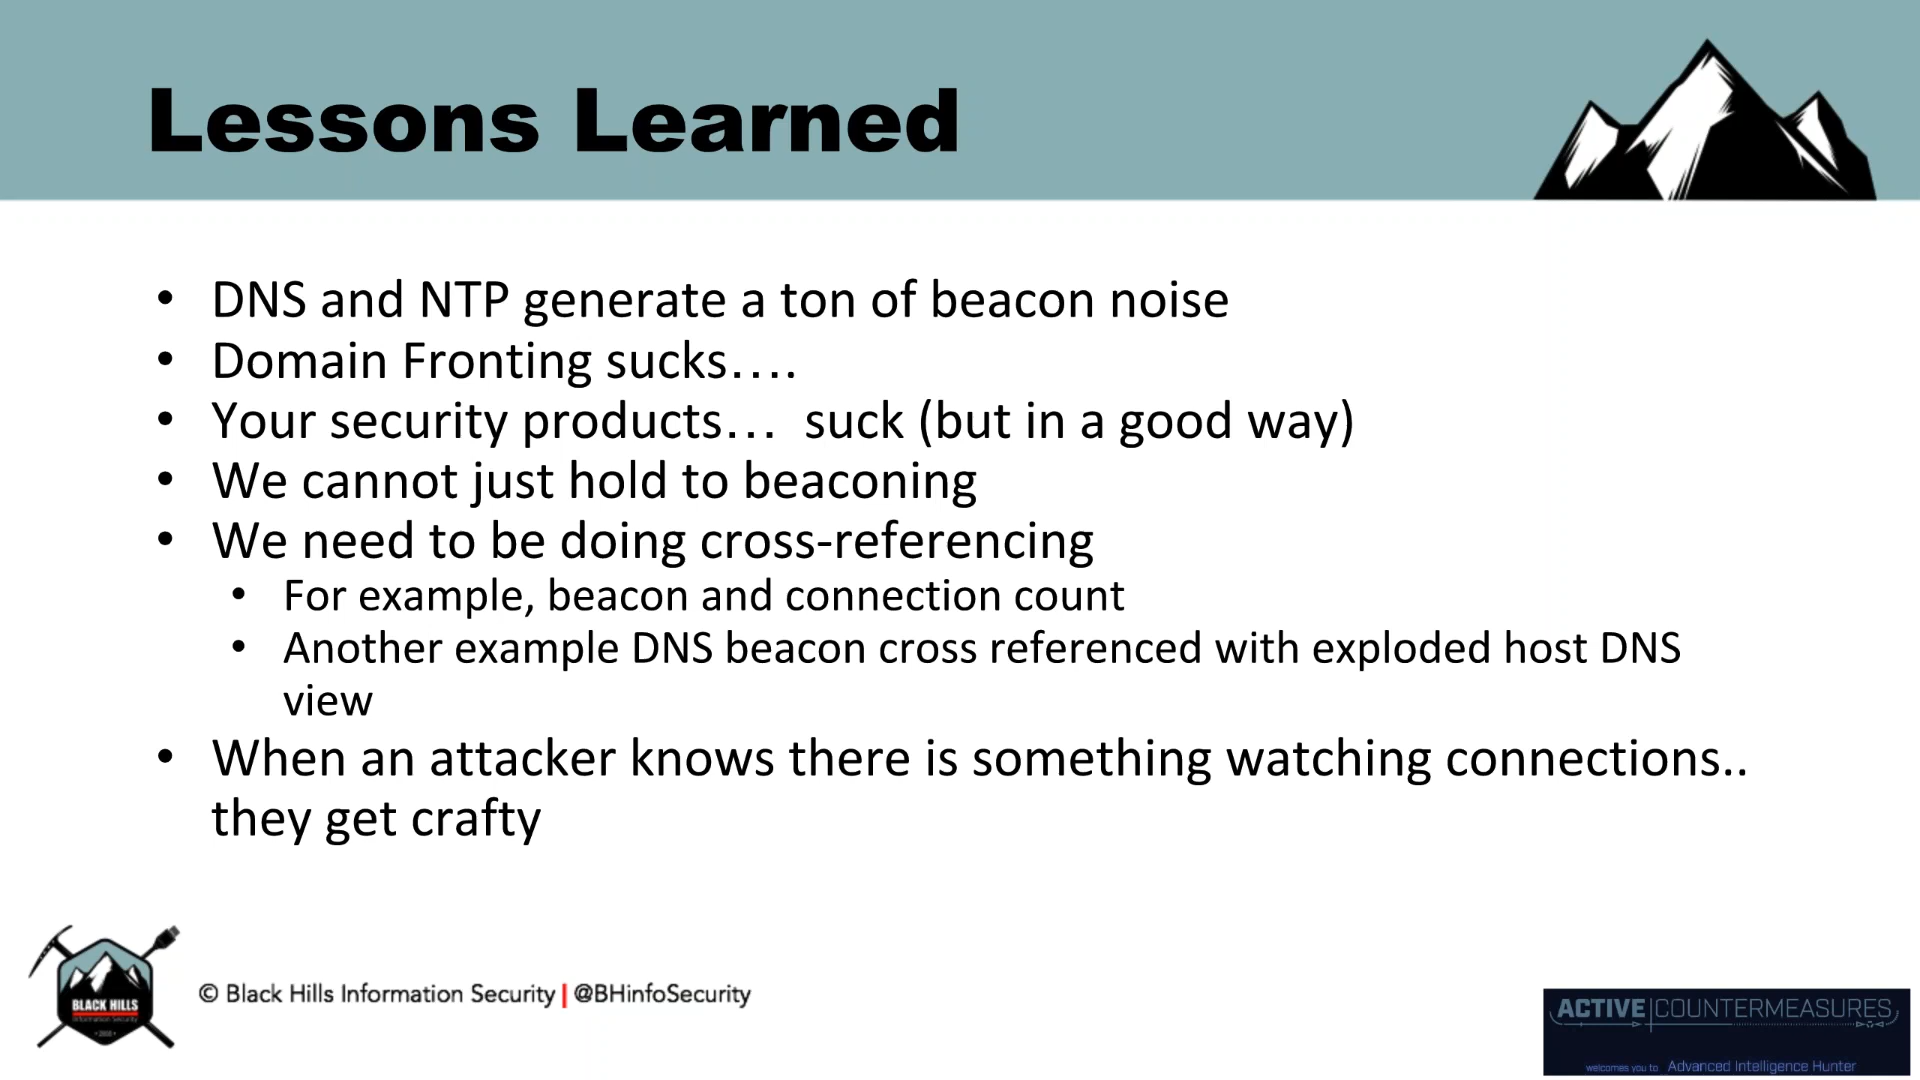 Lessons Learned
• DNS and NTP generate a ton of beacon noise
• Domain Fronting sucks….
• Your security products…  suck (but in a good way)
• We cannot just hold to beaconing
• We need to be doing cross-referencing
• For example, beacon and connection count
• Another example DNS beacon cross referenced with exploded host DNS
view
• When an attacker knows there is something watching connections..
they get crafty
BLACK HILLS
Information Security
© Black Hills Information Security | @BHinfoSecurity
ACTIVE|COUNTERMEASURES
welcomes you to Advanced Intelligence Hunter